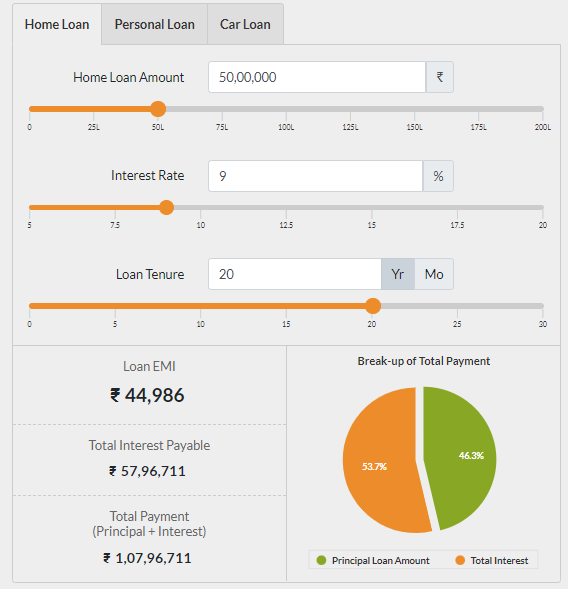 Home Loan Personal Loan Car Loan
Home Loan Amount 50,00,000 ₹
0 25L 50L 75L 100L 125L 150L 175L 200L
Interest Rate 9 %
5 7.5 10 12.5 15 17.5 20
Loan Tenure 20 Yr Mo
0 5 10 15 20 25 30
Loan EMI
₹ 44,986
Total Interest Payable
₹ 57,96,711
Total Payment
(Principal + Interest)
₹ 1,07,96,711
Break-up of Total Payment
53.7% 46.3%
Principal Loan Amount Total Interest